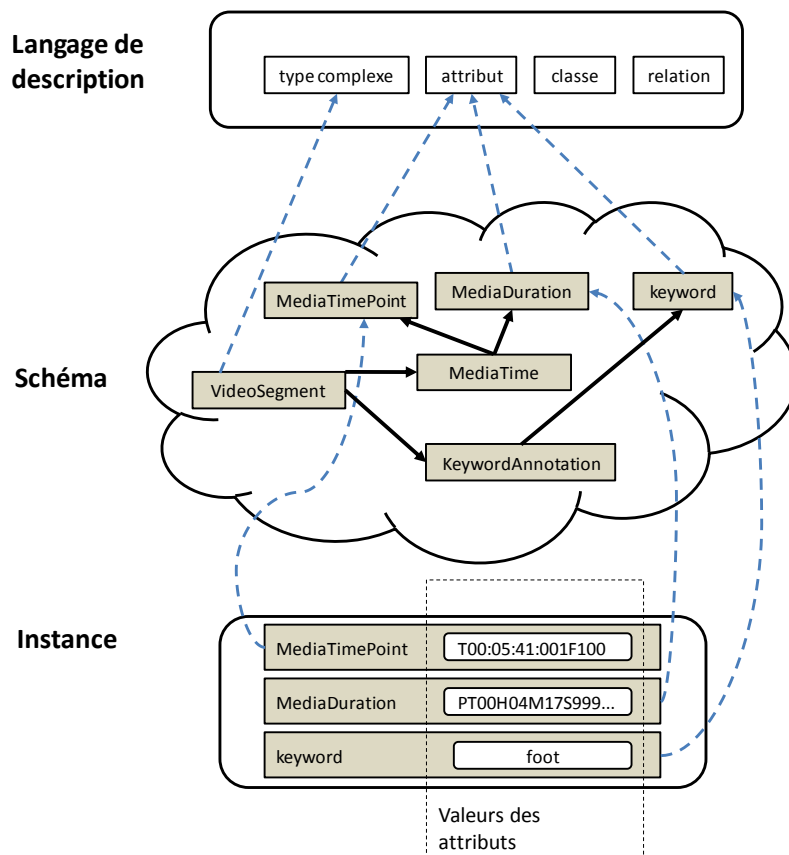 Langage de
description
type complexe
attribut
classe
relation
MediaTimePoint
MediaDuration
keyword
Schéma
MediaTime
VideoSegment
KeywordAnnotation
Instance
MediaTimePoint
T00:05:41:001F100
MediaDuration
PT00H04M17S999...
keyword
foot
Valeurs des
attributs